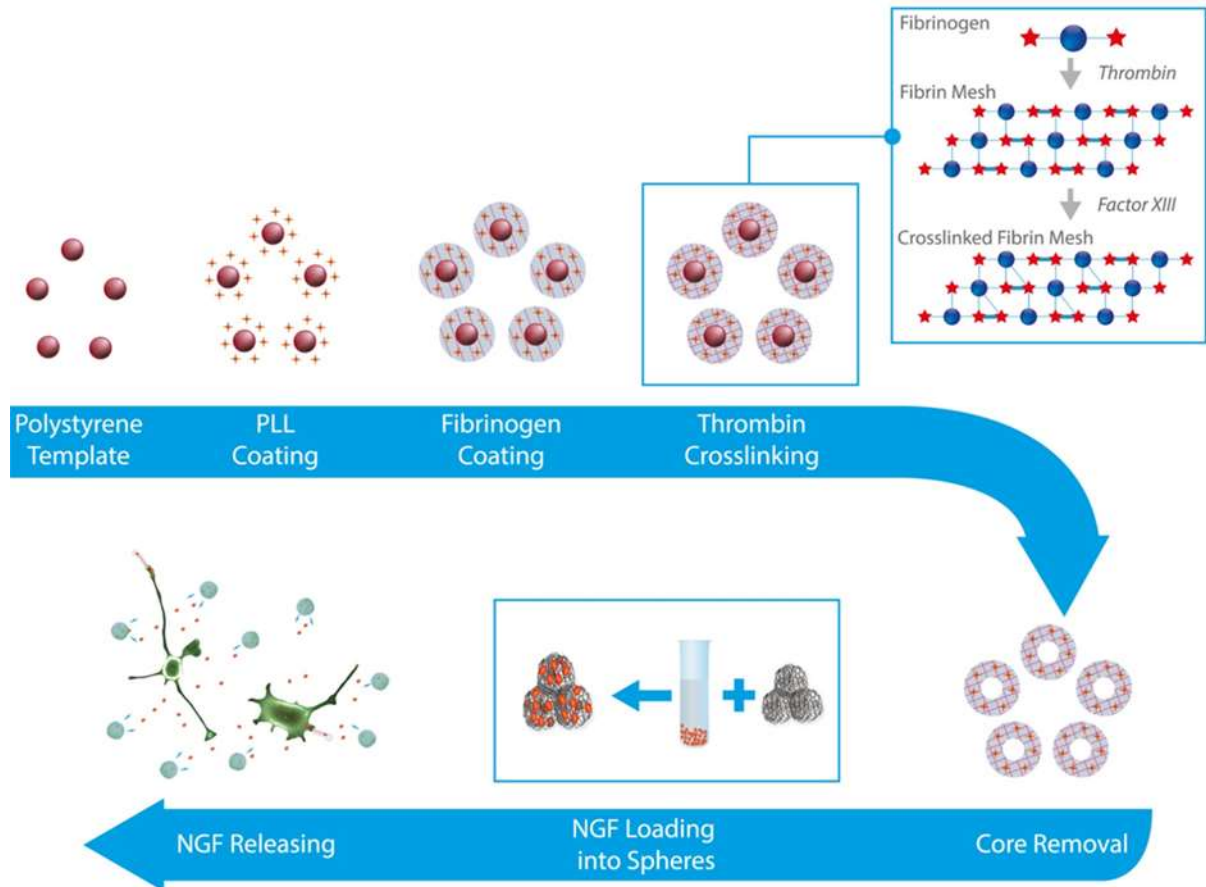 Fibrinogen
Thrombin
Fibrin Mesh
Factor XIII
Crosslinked Fibrin Mesh
Polystyrene
Template
PLL
Coating
Fibrinogen
Coating
Thrombin
Crosslinking
Core Removal
NGF Loading
into Spheres
NGF Releasing